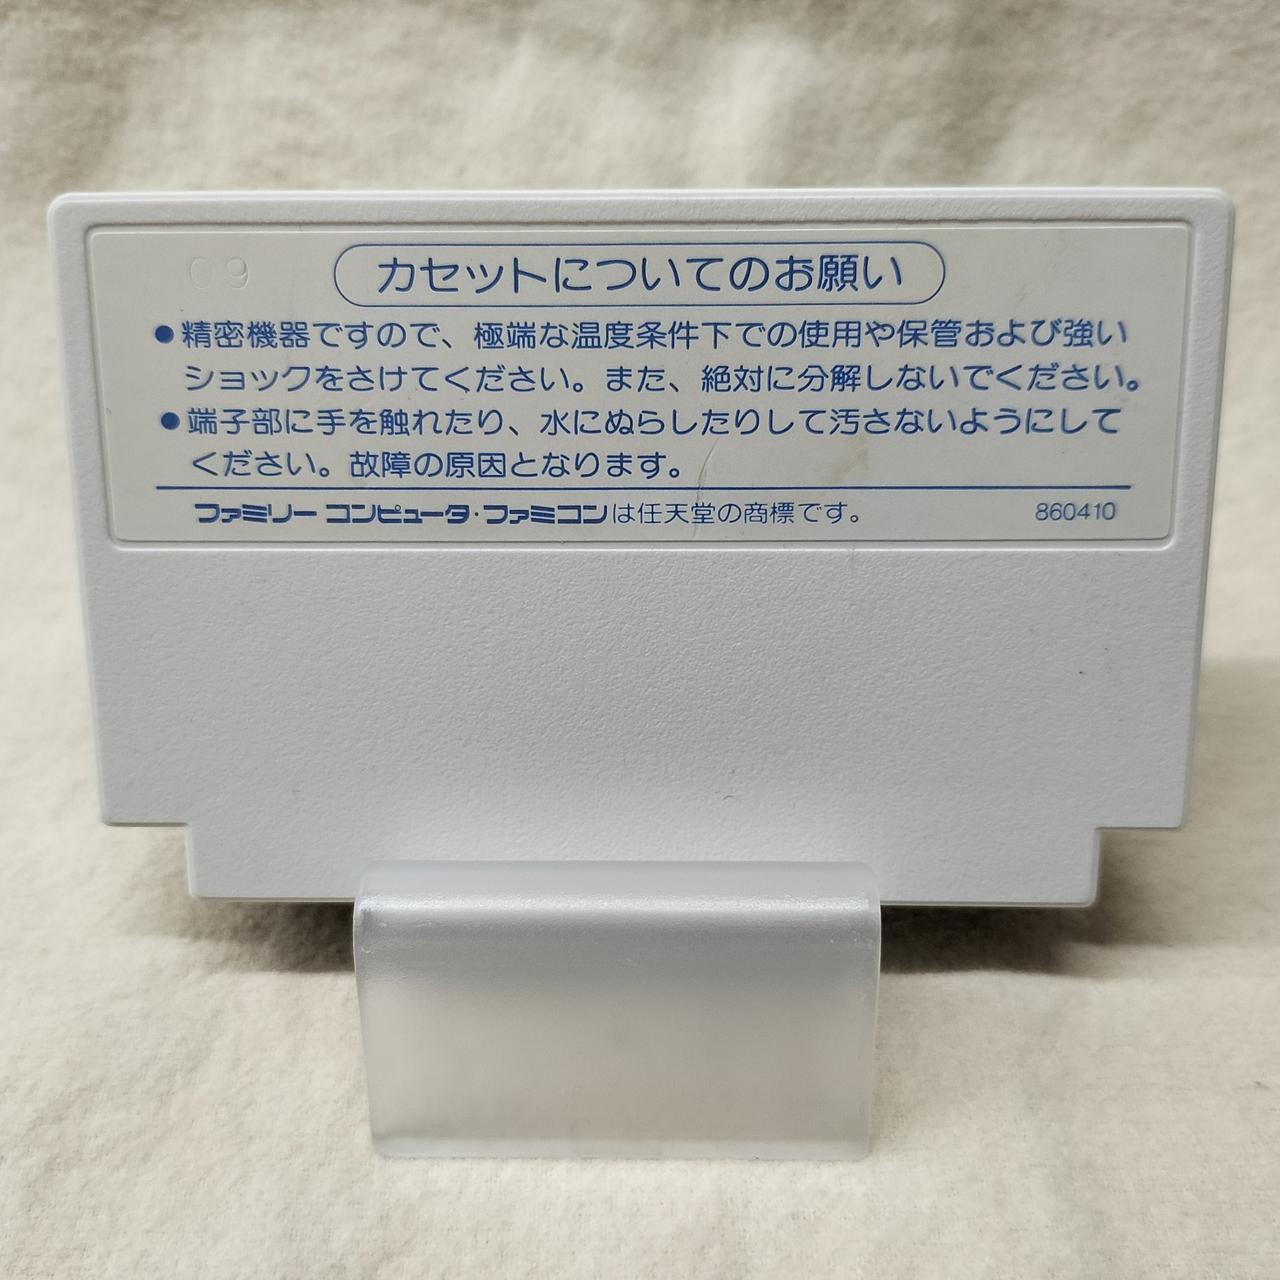 09
カセットについてのお願い
●精密機器ですので、極端な温度条件下での使用や保管および強い
ショックをさけてください。また、絶対に分解しないでください。
●端子部に手を触れたり、水にぬらしたりして汚さないようにして
ください。故障の原因となります。
ファミリー コンピュータ・ファミコンは任天堂の商標です。 860410